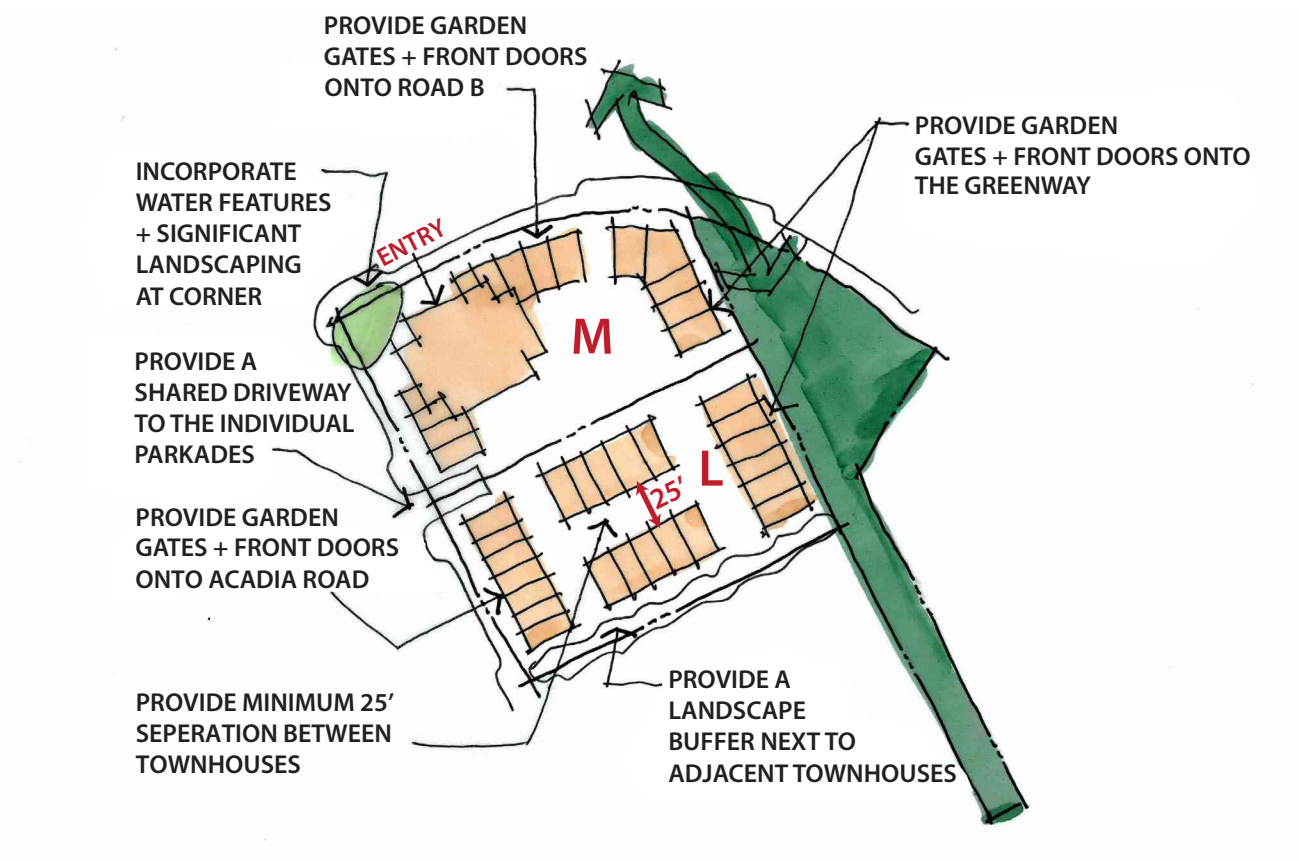 PROVIDE GARDEN
GATES + FRONT DOORS
ONTO ROAD B
PROVIDE GARDEN
GATES + FRONT DOORS ONTO
THE GREENWAY
INCORPORATE
WATER FEATURES
+ SIGNIFICANT
LANDSCAPING
AT CORNER
ENTRY
M
PROVIDE A
SHARED DRIVEWAY
TO THE INDIVIDUAL
PARKADES
L
25'
PROVIDE GARDEN
GATES + FRONT DOORS
ONTO ACADIA ROAD
PROVIDE MINIMUM 25'
SEPERATION BETWEEN
TOWNHOUSES
PROVIDE A
LANDSCAPE
BUFFER NEXT TO
ADJACENT TOWNHOUSES